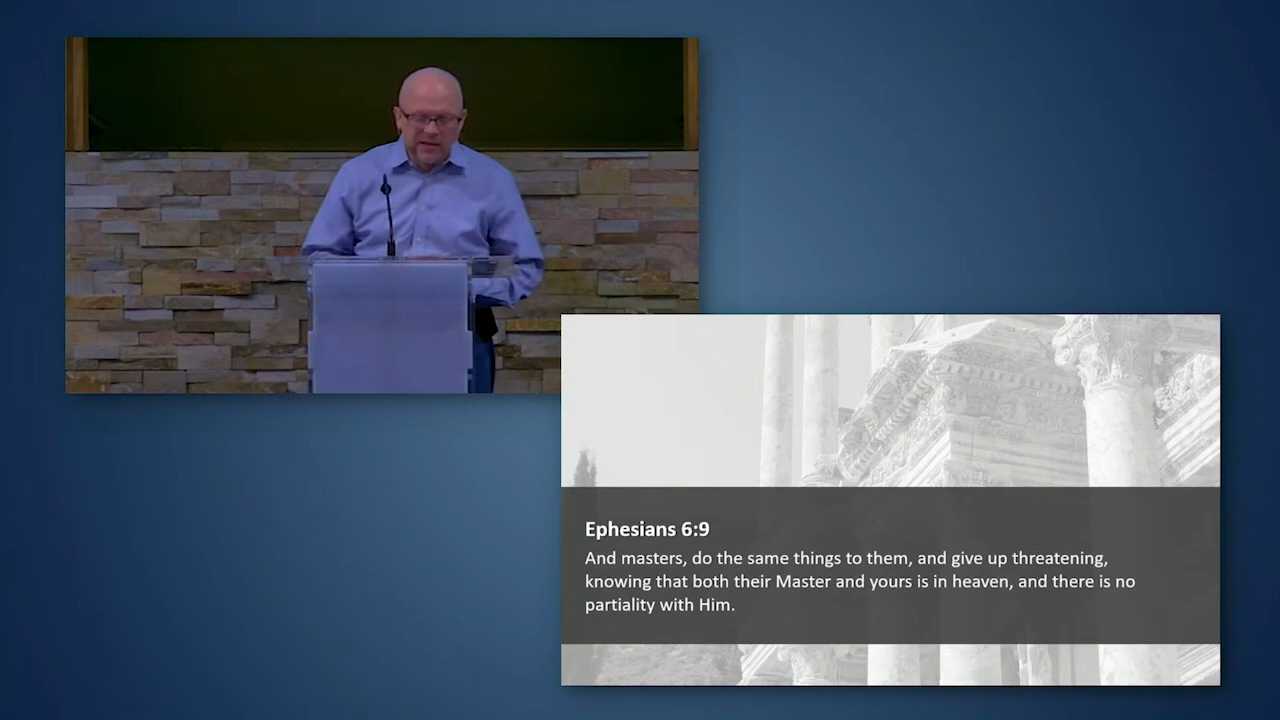 Ephesians 6:9
And masters, do the same things to them, and give up threatening,
knowing that both their Master and yours is in heaven, and there is no
partiality with Him.